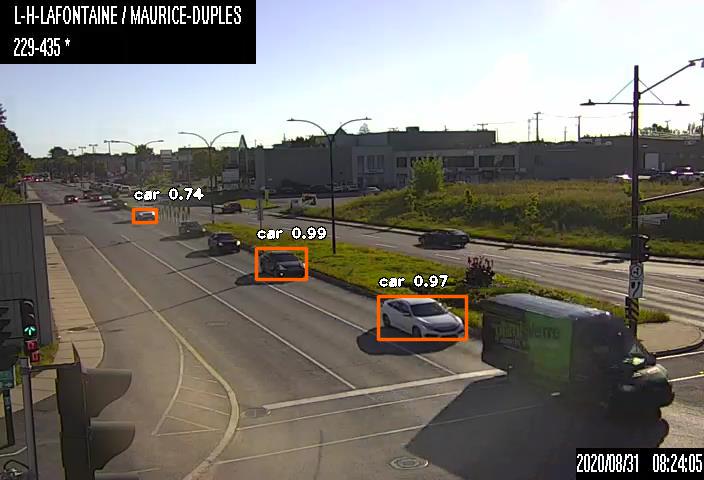 L-H-LAFONTAINE / MAURICE-DUPLES
229-435 *
car 0.74
car 0.99
car 0.97
2020/08/31 08:24:05